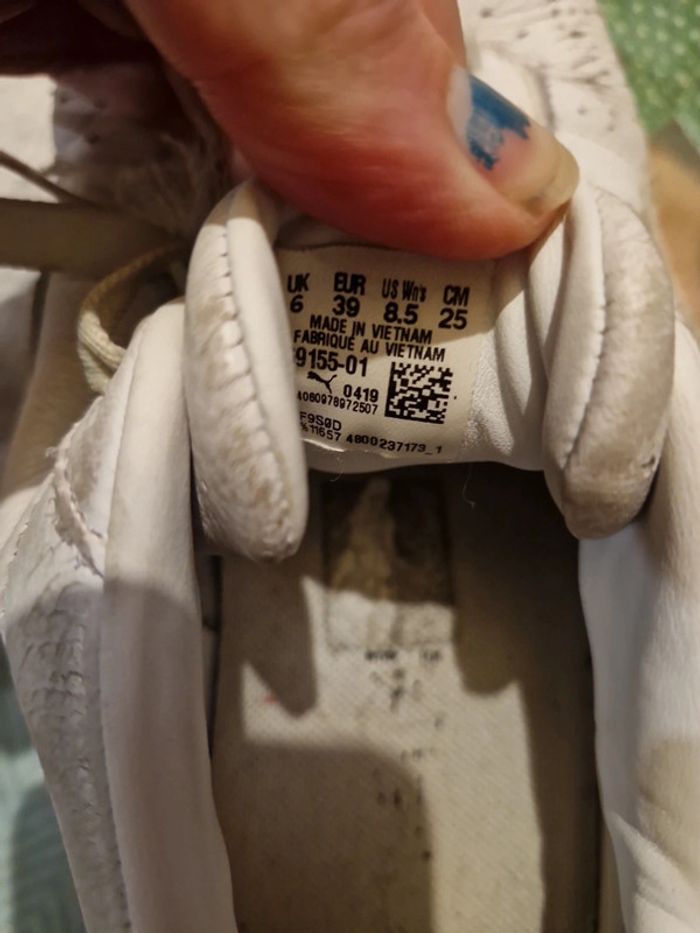 UK EUR US Wn's CM
6 39 8.5 25
MADE IN VIETNAM
FABRIQUÉ AU VIETNAM
9155-01
0419
4060978972507
F9S0D
%11657 4800237173_1